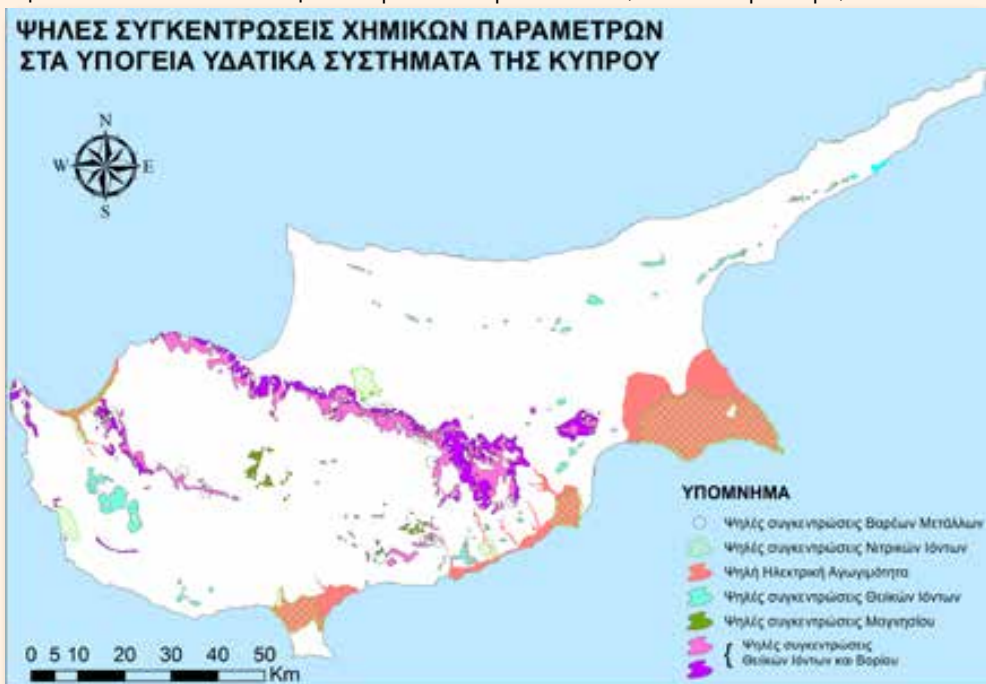 ΨΗΛΕΣ ΣΥΓΚΕΝΤΡΩΣΕΙΣ ΧΗΜΙΚΩΝ ΠΑΡΑΜΕΤΡΩΝ
ΣΤΑ ΥΠΟΓΕΙΑ ΥΔΑΤΙΚΑ ΣΥΣΤΗΜΑΤΑ ΤΗΣ ΚΥΠΡΟΥ
N
W E
S
ΥΠΟΜΝΗΜΑ
Ψηλές συγκεντρώσεις Βαρέων Μετάλλων
Ψηλές συγκεντρώσεις Νιτρικών Ιόντων
Ψηλή Ηλεκτρική Αγωγιμότητα
Ψηλές συγκεντρώσεις Θειικών Ιόντων
Ψηλές συγκεντρώσεις Μαγνησίου
{ Ψηλές συγκεντρώσεις
Θειικών Ιόντων και Βορίου
0 5 10 20 30 40 50
Km